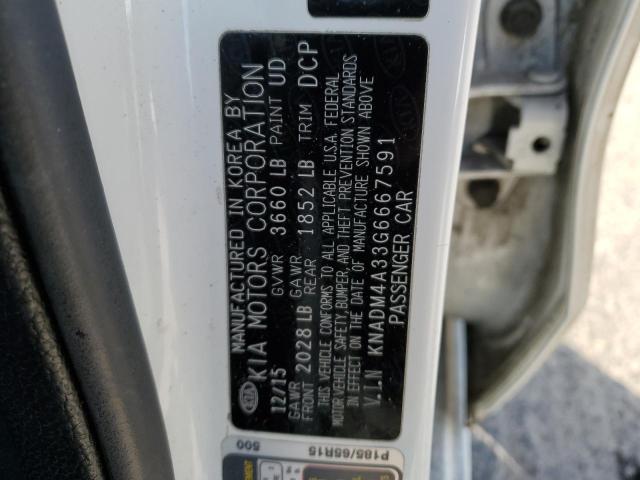 MANUFACTURED IN KOREA BY
KIA MOTORS CORPORATION
12/15 GVWR 3660 LB PAINT UD
GAWR GAWR
FRONT 2028 LB REAR 1852 LB TRIM DCP
THIS VEHICLE CONFORMS TO ALL APPLICABLE U.S.A. FEDERAL
MOTOR VEHICLE SAFETY, BUMPER, AND THEFT PREVENTION STANDARDS
IN EFFECT ON THE DATE OF MANUFACTURE SHOWN ABOVE
V.I.N KNADM4A33G6667591
PASSENGER CAR
KIA
500
P185/65R15